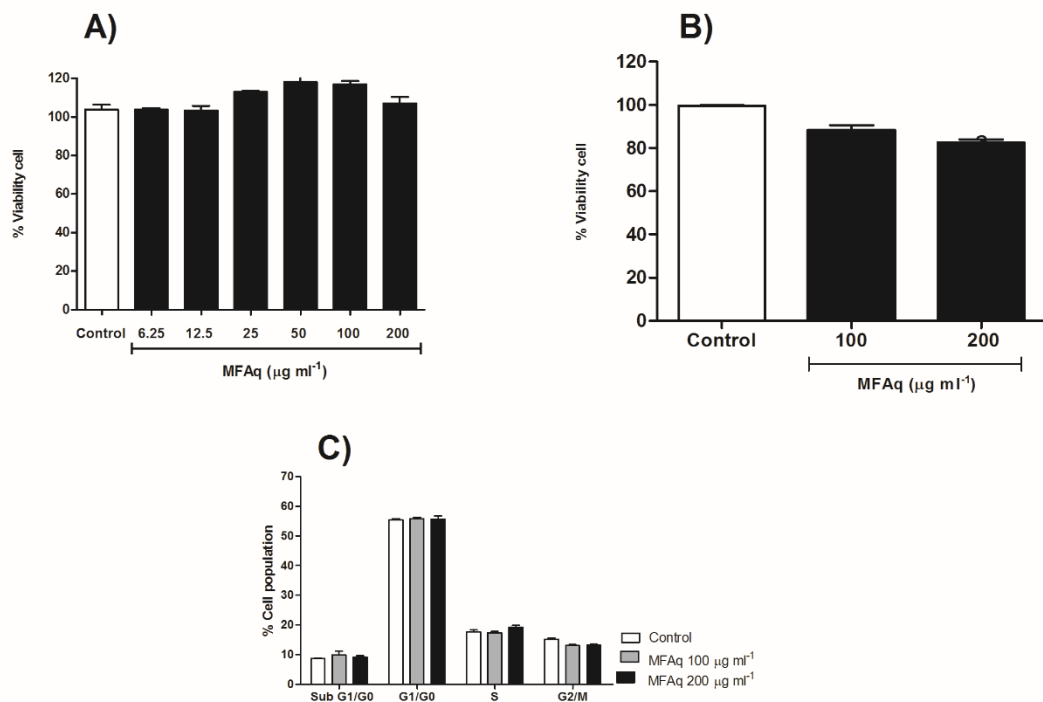 A)
% Viability cell
120
100
80
60
40
20
0
Control 6.25 12.5 25 50 100 200
MFAq (μg ml⁻¹)
B)
% Viability cell
120
100
80
60
40
20
0
Control 100 200
MFAq (μg ml⁻¹)
C)
% Cell population
70
60
50
40
30
20
10
0
Sub G1/G0 G1/G0 S G2/M
Control
MFAq 100 μg ml⁻¹
MFAq 200 μg ml⁻¹